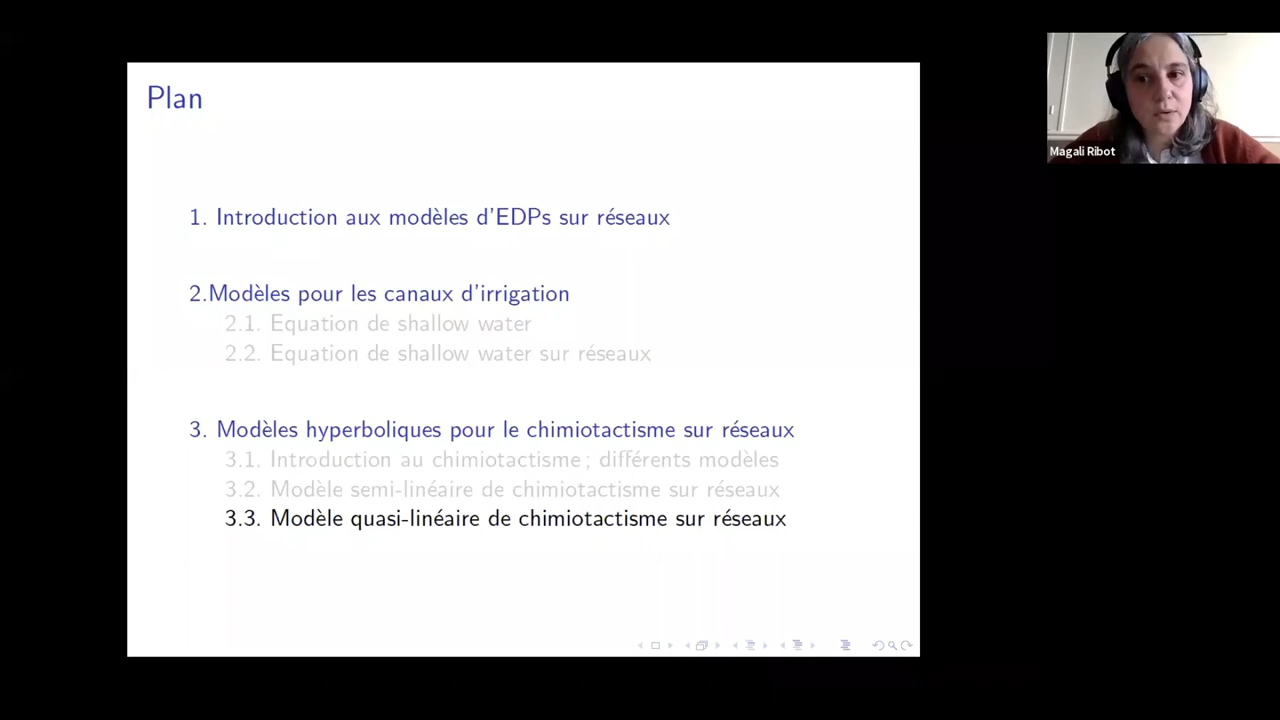 Plan
1. Introduction aux modèles d'EDPs sur réseaux
2.Modèles pour les canaux d'irrigation
2.1. Equation de shallow water
2.2. Equation de shallow water sur réseaux
3. Modèles hyperboliques pour le chimiotactisme sur réseaux
3.1. Introduction au chimiotactisme ; différents modèles
3.2. Modèle semi-linéaire de chimiotactisme sur réseaux
3.3. Modèle quasi-linéaire de chimiotactisme sur réseaux
Magali Ribot